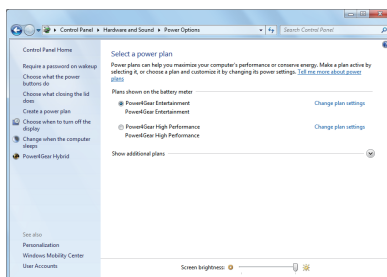 Control Panel
Hardware and Sound
Power Options
Search Control Panel
Control Panel Home
Require a password on wakeup
Choose what the power
buttons do
Choose what closing the lid
does
Create a power plan
Choose when to turn off the
display
Change when the computer
sleeps
Power4Gear Hybrid
See also
Personalization
Windows Mobility Center
User Accounts
Select a power plan
Power plans can help you maximize your computer's performance or conserve energy. Make a plan active by
selecting it, or choose a plan and customize it by changing its power settings. Tell me more about power
plans
Plans shown on the battery meter
Power4Gear Entertainment Change plan settings
Power4Gear Entertainment
Power4Gear High Performance Change plan settings
Power4Gear High Performance
Show additional plans
Screen brightness: